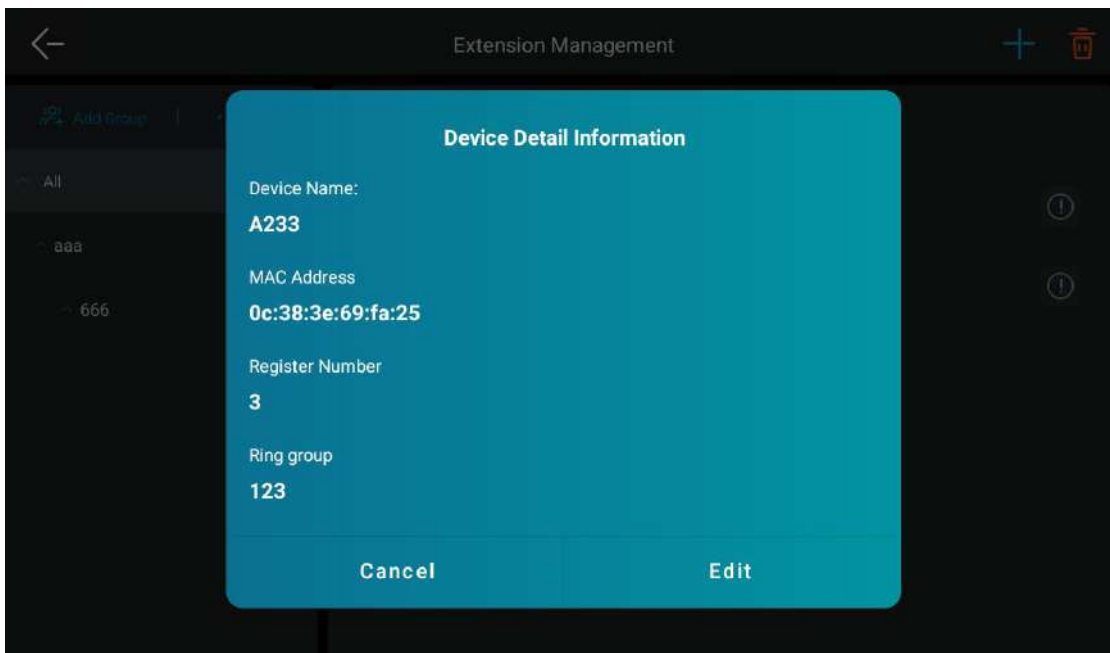 Extension Management
Add Group
All
aaa
666
Device Detail Information
Device Name:
A233
MAC Address
0c:38:3e:69:fa:25
Register Number
3
Ring group
123
Cancel
Edit